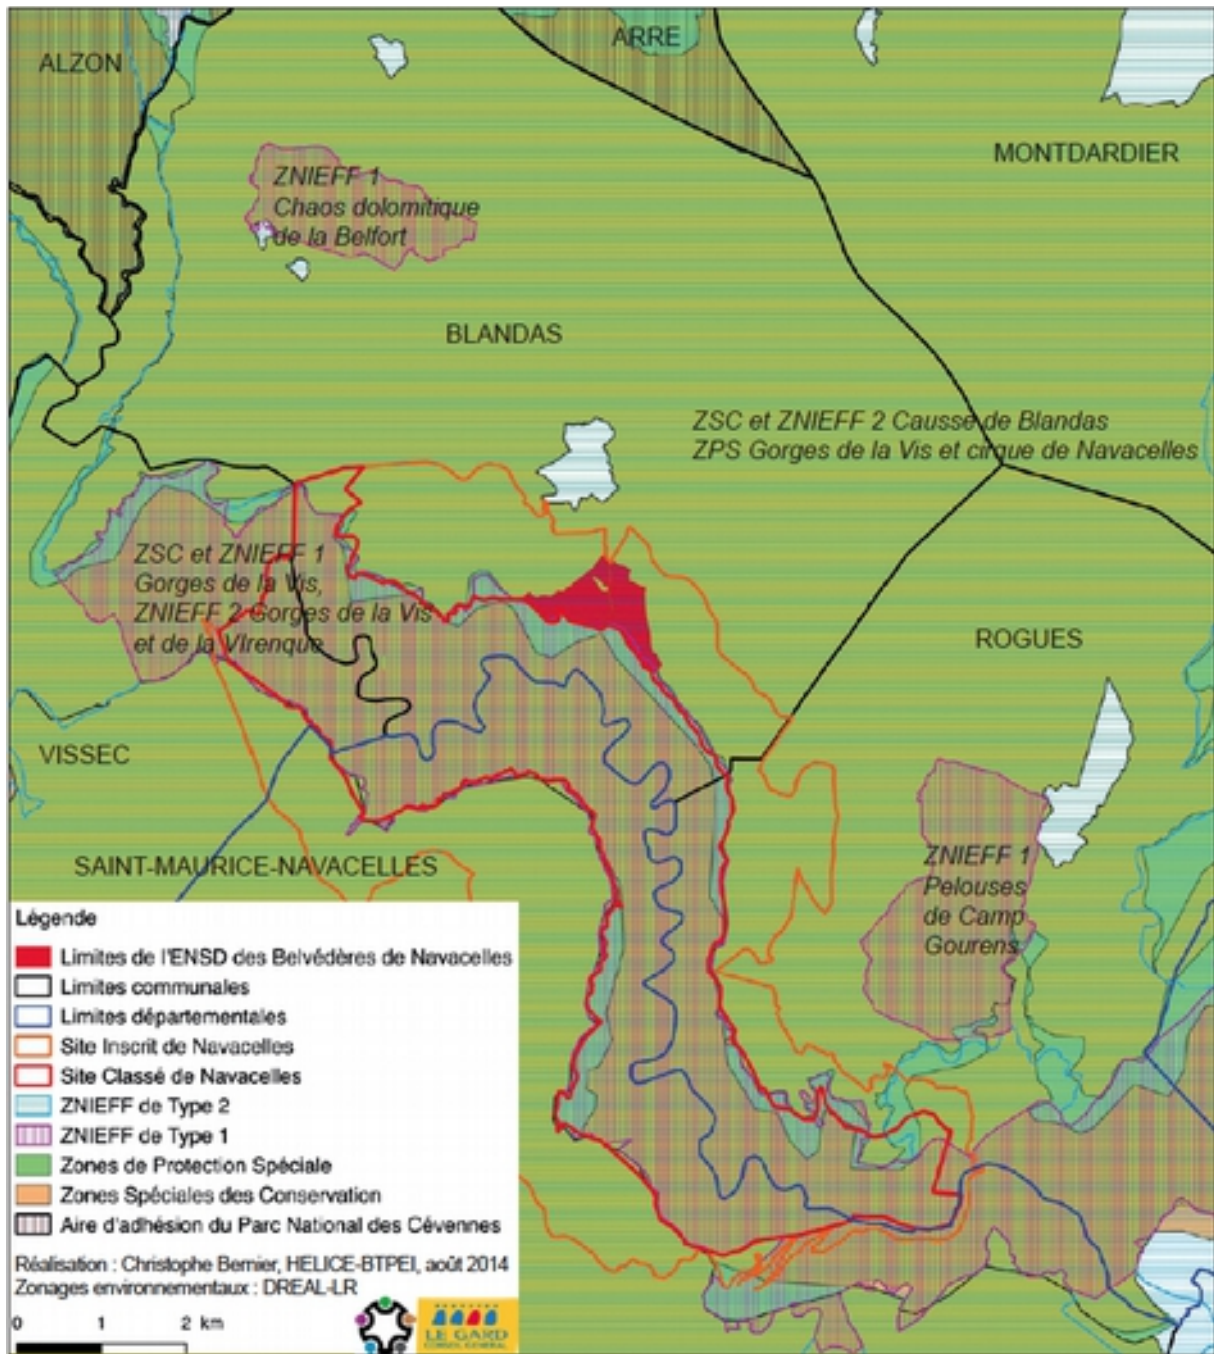 ALZON
ARRE
MONTDARDIER
ZNIEFF 1
Chaos dolomitique
de la Belfort
BLANDAS
ZSC et ZNIEFF 2 Causse de Blandas
ZPS Gorges de la Vis et cirque de Navacelles
ZSC et ZNIEFF 1
Gorges de la Vis,
ZNIEFF 2 Gorges de la Vis
et de la VIrenque
ROGUES
VISSEC
SAINT-MAURICE-NAVACELLES
ZNIEFF 1
Pelouses
de Camp
Gourens
Légende
Limites de l'ENSD des Belvédères de Navacelles
Limites communales
Limites départementales
Site Inscrit de Navacelles
Site Classé de Navacelles
ZNIEFF de Type 2
ZNIEFF de Type 1
Zones de Protection Spéciale
Zones Spéciales des Conservation
Aire d'adhésion du Parc National des Cévennes
Réalisation : Christophe Bernier, HELICE-BTPEI, août 2014
Zonages environnementaux : DREAL-LR
0 1 2 km
LE GARD
CONSEIL GÉNÉRAL